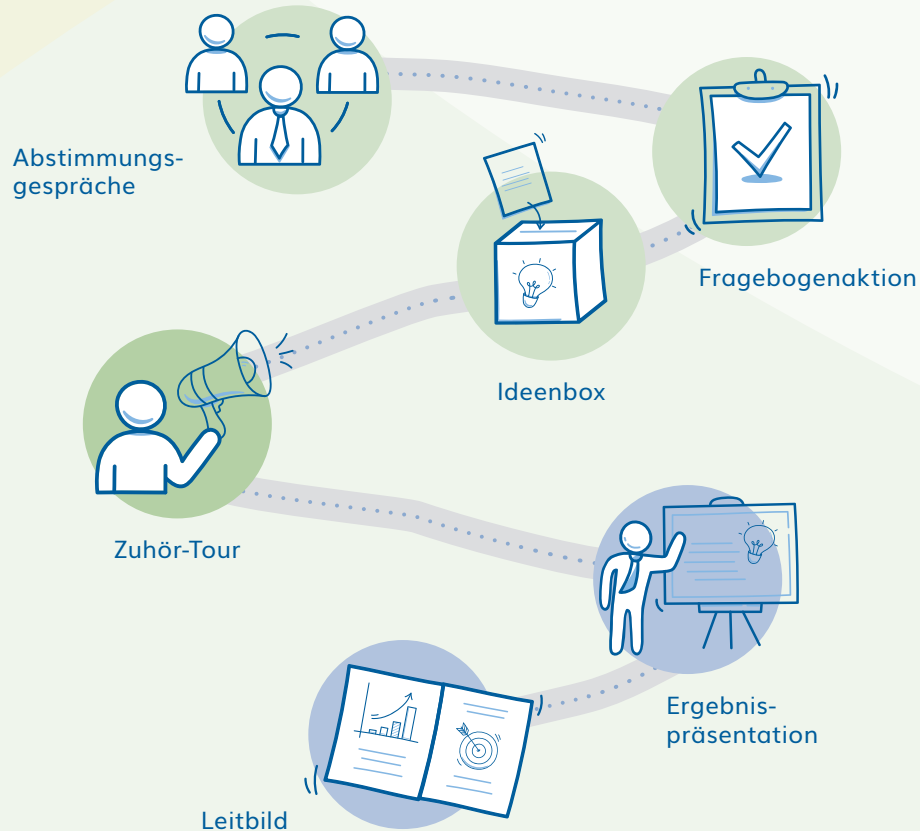 Abstimmungs-
gespräche
Fragebogenaktion
Ideenbox
Zuhör-Tour
Ergebnis-
präsentation
Leitbild